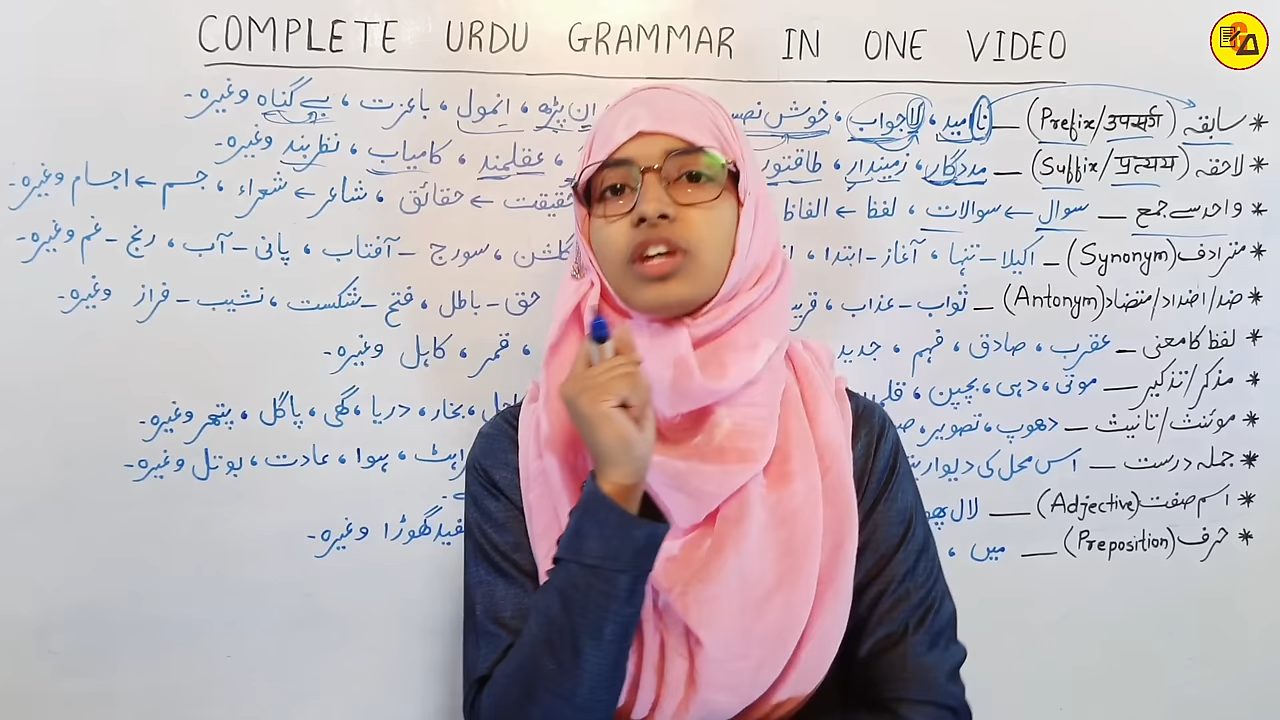 COMPLETE URDU GRAMMAR IN ONE VIDEO
* سابقہ (Prefix/उपसर्ग) — نا امید ، لاجواب ، خوش نصیب ان پڑھ ، انمول ، باعزت ، بے گناہ وغیرہ۔
* لاحقہ (Suffix/प्रत्यय) — مددگار ، زمیندار ، طاقتور عقلمند ، کامیاب ، نظر بند وغیرہ۔
* واحد سے جمع — سوال ← سوالات ، لفظ ← الفاظ حقیقت ← حقائق ، شاعر ← شعراء ، جسم ← اجسام وغیرہ۔
* مترادف (Synonym) — اکیلا - تنہا ، آغاز - ابتدا ، گلشن ، سورج - آفتاب ، پانی - آب ، رنج - غم وغیرہ۔
* ضد/اضداد/متضاد (Antonym) — ثواب - عذاب ، حق - باطل ، فتح - شکست ، نشیب - فراز وغیرہ۔
* لفظ کا معنی — عقرب ، صادق ، فہم ، جدید ، قمر ، کاہل وغیرہ۔
* مذکر/تذکیر — موتی ، دہی ، بچپن ، ، بخار ، دریا ، گھی ، پاگل ، پتھر وغیرہ۔
* موئنث/تانیث — دھوپ ، تصویر ، ، ہوا ، عادت ، بوتل وغیرہ۔
* جملہ درست — اس محل کی دیوار
* اسم صفت (Adjective) — لال سفید گھوڑا وغیرہ۔
* حرف (Preposition) — میں ،